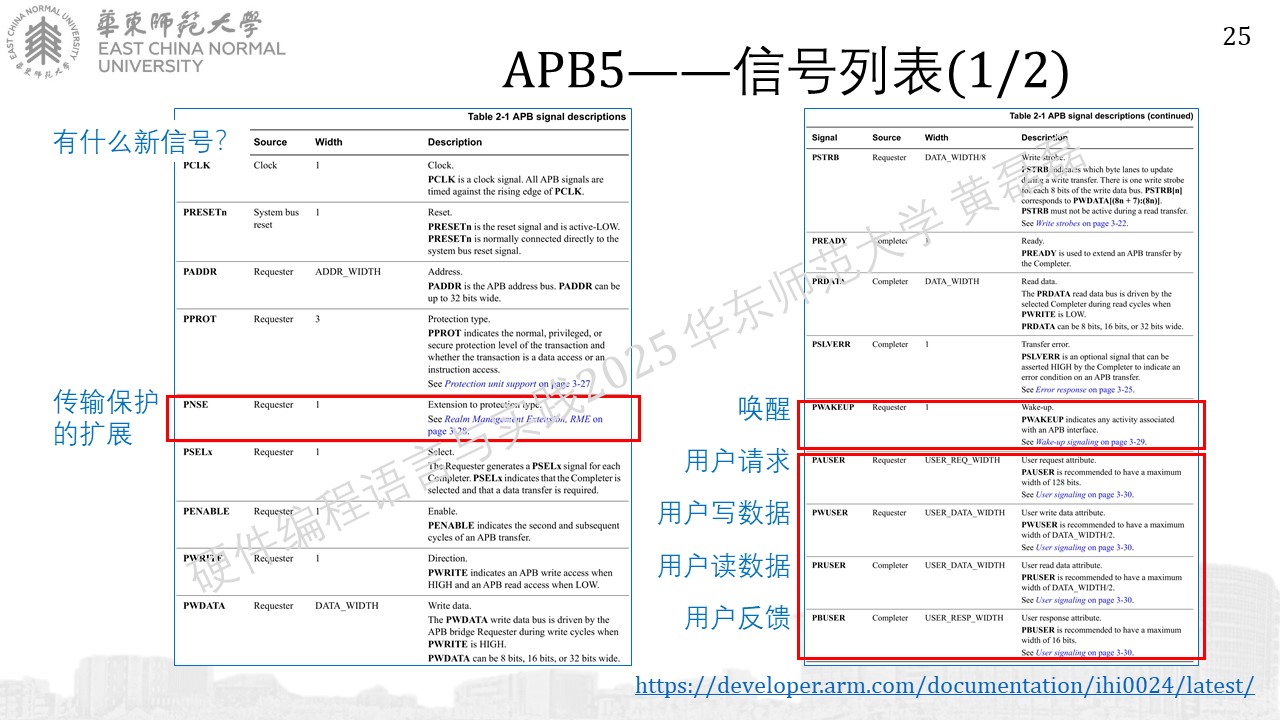 華東師范大學
EAST CHINA NORMAL
UNIVERSITY
25
APB5——信号列表(1/2)
有什么新信号?
Table 2-1 APB signal descriptions
Source Width Description
PCLK Clock 1 Clock.
PCLK is a clock signal. All APB signals are
timed against the rising edge of PCLK.
PRESETn System bus 1 Reset.
reset PRESETn is the reset signal and is active-LOW.
PRESETn is normally connected directly to the
system bus reset signal.
PADDR Requester ADDR_WIDTH Address.
PADDR is the APB address bus. PADDR can be
up to 32 bits wide.
PPROT Requester 3 Protection type.
PPROT indicates the normal, privileged, or
secure protection level of the transaction and
whether the transaction is a data access or an
instruction access.
See Protection unit support on page 3-27
传输保护
的扩展
PNSE Requester 1 Extension to protection type.
See Realm Management Extension, RME on
page 3-28.
PSELx Requester 1 Select.
The Requester generates a PSELx signal for each
Completer. PSELx indicates that the Completer is
selected and that a data transfer is required.
PENABLE Requester 1 Enable.
PENABLE indicates the second and subsequent
cycles of an APB transfer.
PWRITE Requester 1 Direction.
PWRITE indicates an APB write access when
HIGH and an APB read access when LOW.
PWDATA Requester DATA_WIDTH Write data.
The PWDATA write data bus is driven by the
APB bridge Requester during write cycles when
PWRITE is HIGH.
PWDATA can be 8 bits, 16 bits, or 32 bits wide.
Table 2-1 APB signal descriptions (continued)
Signal Source Width Description
PSTRB Requester DATA_WIDTH/8 Write strobe.
PSTRB indicates which byte lanes to update
during a write transfer. There is one write strobe
for each 8 bits of the write data bus. PSTRB[n]
corresponds to PWDATA[(8n + 7):(8n)].
PSTRB must not be active during a read transfer.
See Write strobes on page 3-22.
PREADY Completer 1 Ready.
PREADY is used to extend an APB transfer by
the Completer.
PRDATA Completer DATA_WIDTH Read data.
The PRDATA read data bus is driven by the
selected Completer during read cycles when
PWRITE is LOW.
PRDATA can be 8 bits, 16 bits, or 32 bits wide.
PSLVERR Completer 1 Transfer error.
PSLVERR is an optional signal that can be
asserted HIGH by the Completer to indicate an
error condition on an APB transfer.
See Error response on page 3-25.
唤醒
PWAKEUP Requester 1 Wake-up.
PWAKEUP indicates any activity associated
with an APB interface.
See Wake-up signaling on page 3-29.
用户请求
PAUSER Requester USER_REQ_WIDTH User request attribute.
PAUSER is recommended to have a maximum
width of 128 bits.
See User signaling on page 3-30.
用户写数据
PWUSER Requester USER_DATA_WIDTH User write data attribute.
PWUSER is recommended to have a maximum
width of DATA_WIDTH/2.
See User signaling on page 3-30.
用户读数据
PRUSER Completer USER_DATA_WIDTH User read data attribute.
PRUSER is recommended to have a maximum
width of DATA_WIDTH/2.
See User signaling on page 3-30.
用户反馈
PBUSER Completer USER_RESP_WIDTH User response attribute.
PBUSER is recommended to have a maximum
width of 16 bits.
See User signaling on page 3-30.
硬件编程语言与实践2025 华东师范大学 黄磊磊
https://developer.arm.com/documentation/ihi0024/latest/